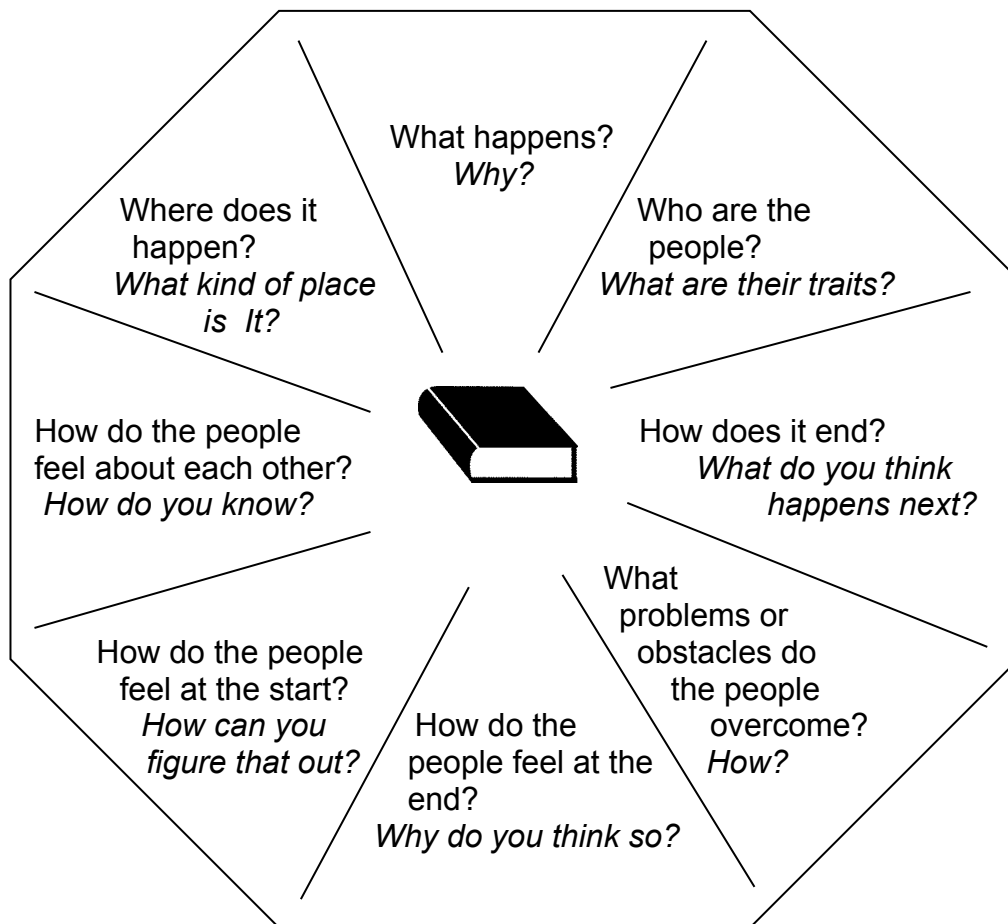 What happens?
Why?
Who are the
people?
What are their traits?
How does it end?
What do you think
happens next?
What
problems or
obstacles do
the people
overcome?
How?
How do the
people feel at the
end?
Why do you think so?
How do the people
feel at the start?
How can you
figure that out?
How do the people
feel about each other?
How do you know?
Where does it
happen?
What kind of place
is It?